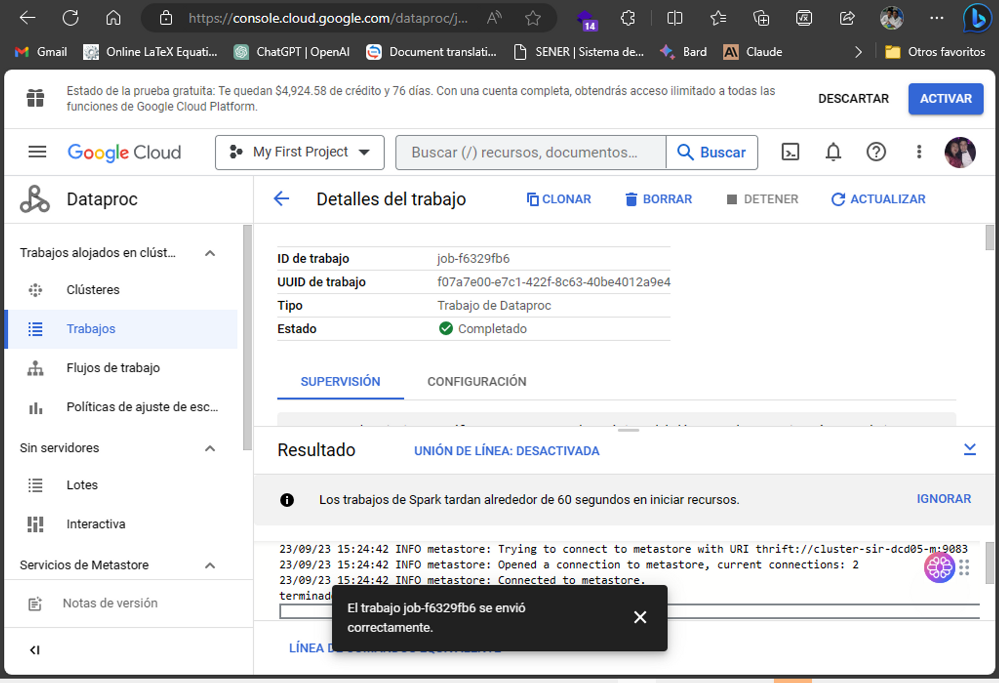 https://console.cloud.google.com/dataproc/j...
14
Gmail
Online LaTeX Equati...
ChatGPT | OpenAI
Document translati...
SENER | Sistema de...
Bard
Claude
Otros favoritos
Estado de la prueba gratuita: Te quedan $4,924.58 de crédito y 76 días. Con una cuenta completa, obtendrás acceso ilimitado a todas las
funciones de Google Cloud Platform.
DESCARTAR
ACTIVAR
Google Cloud
My First Project
Buscar (/) recursos, documentos...
Buscar
Dataproc
Detalles del trabajo
CLONAR
BORRAR
DETENER
ACTUALIZAR
Trabajos alojados en clúst...
Clústeres
Trabajos
Flujos de trabajo
Políticas de ajuste de esc...
Sin servidores
Lotes
Interactiva
Servicios de Metastore
Notas de versión
ID de trabajo job-f6329fb6
UUID de trabajo f07a7e00-e7c1-422f-8c63-40be4012a9e4
Tipo Trabajo de Dataproc
Estado Completado
SUPERVISIÓN
CONFIGURACIÓN
Resultado
UNIÓN DE LÍNEA: DESACTIVADA
Los trabajos de Spark tardan alrededor de 60 segundos en iniciar recursos.
IGNORAR
23/09/23 15:24:42 INFO metastore: Trying to connect to metastore with URI thrift://cluster-sir-dcd05-m:9083
23/09/23 15:24:42 INFO metastore: Opened a connection to metastore, current connections: 2
23/09/23 15:24:42 INFO metastore: Connected to metastore.
El trabajo job-f6329fb6 se envió
correctamente.
LÍNEA